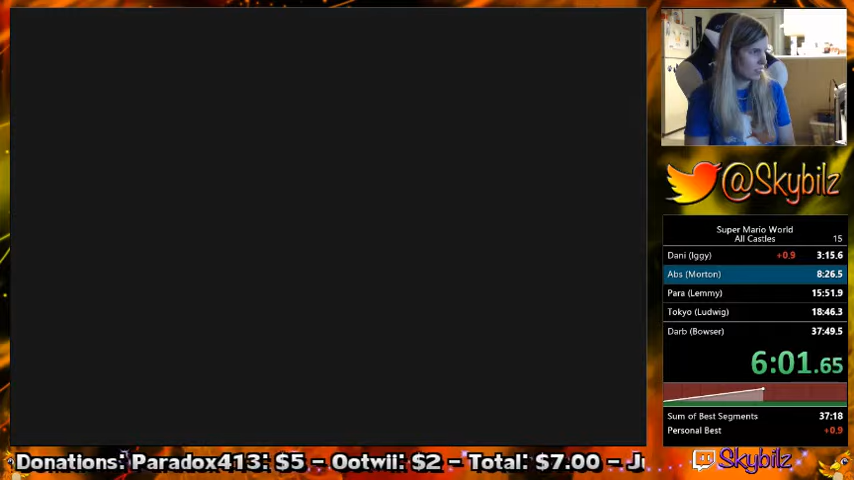 @Skybilz
Super Mario World
All Castles 15
Dani (Iggy) +0.9 3:15.6
Abs (Morton) 8:26.5
Para (Lemmy) 15:51.9
Tokyo (Ludwig) 18:46.3
Darb (Bowser) 37:49.5
6:01.65
Sum of Best Segments 37:18
Personal Best +0.9
Donations: Paradox413: $5 - Ootwii: $2 - Total: $7.00 - Ju
Skybilz